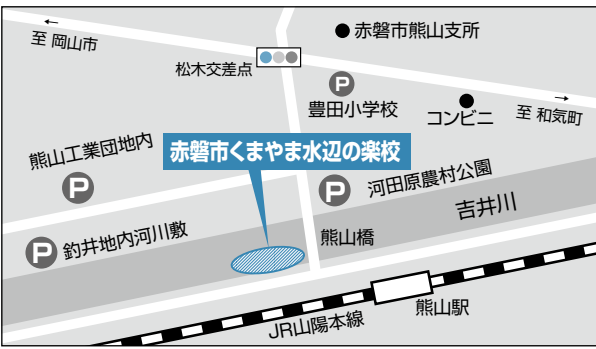 ←
至 岡山市
赤磐市熊山支所
松木交差点
P
豊田小学校
コンビニ
→
至 和気町
熊山工業団地内
P
赤磐市くまやま水辺の楽校
P
河田原農村公園
吉井川
P
釣井地内河川敷
熊山橋
熊山駅
JR山陽本線